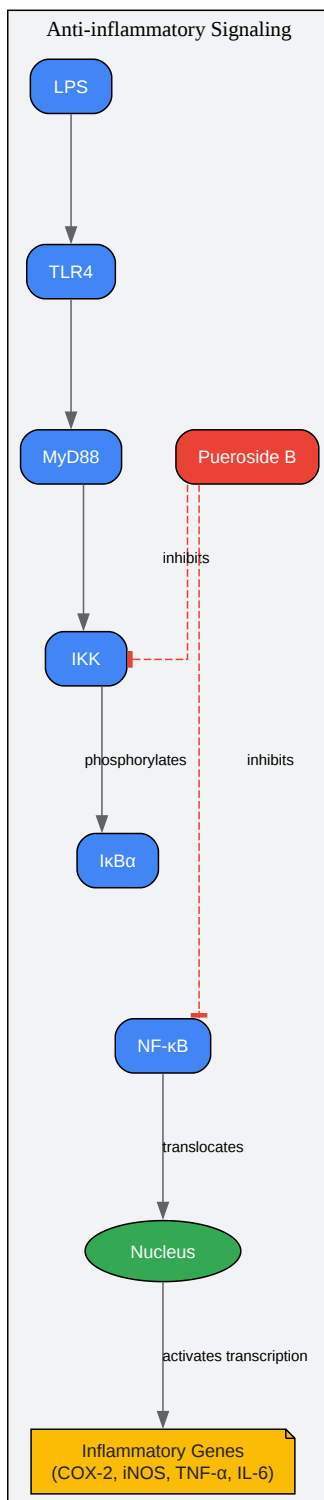 Anti-inflammatory Signaling
LPS
TLR4
MyD88
Pueroside B
inhibits
IKK
phosphorylates
inhibits
IκBα
NF-κB
translocates
Nucleus
activates transcription
Inflammatory Genes
(COX-2, iNOS, TNF-α, IL-6)